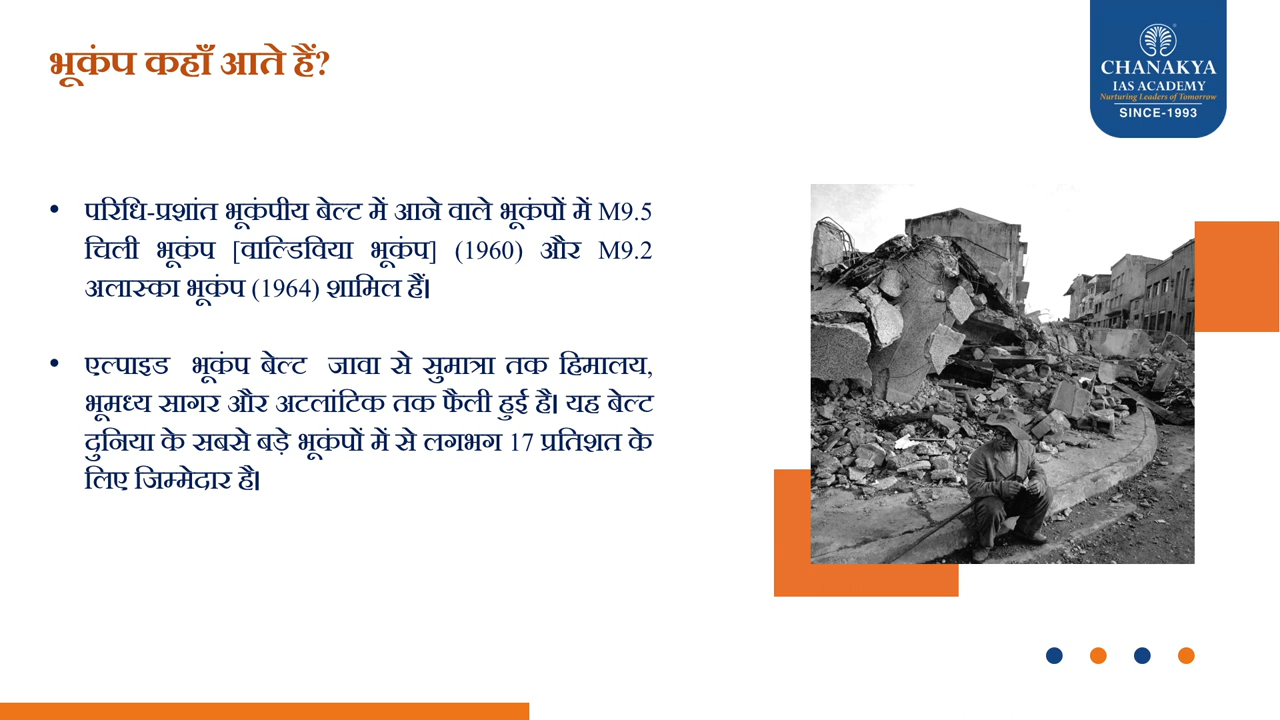 भूकंप कहाँ आते हैं?
CHANAKYA
IAS ACADEMY
Nurturing Leaders of Tomorrow
SINCE-1993
• परिधि-प्रशांत भूकंपीय बेल्ट में आने वाले भूकंपों में M9.5
चिली भूकंप [वाल्डिविया भूकंप] (1960) और M9.2
अलास्का भूकंप (1964) शामिल हैं।
• एल्पाइड भूकंप बेल्ट जावा से सुमात्रा तक हिमालय,
भूमध्य सागर और अटलांटिक तक फैली हुई है। यह बेल्ट
दुनिया के सबसे बड़े भूकंपों में से लगभग 17 प्रतिशत के
लिए जिम्मेदार है।